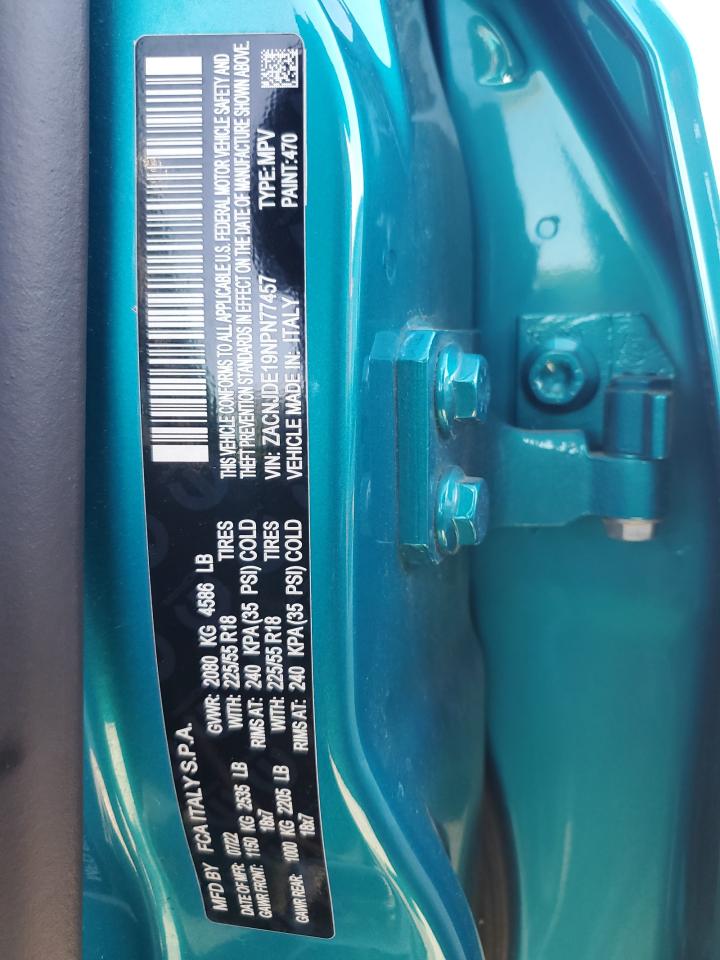 MFD BY FCA ITALY S.P.A.
DATE OF MFR: 07/22 GVWR: 2080 KG 4586 LB
GAWR FRONT: 1150 KG 2535 LB WITH: 225/55 R18 TIRES
18x7 RIMS AT: 240 KPA(35 PSI) COLD
GAWR REAR: 1000 KG 2205 LB WITH: 225/55 R18 TIRES
18x7 RIMS AT: 240 KPA(35 PSI) COLD
THIS VEHICLE CONFORMS TO ALL APPLICABLE U.S. FEDERAL MOTOR VEHICLE SAFETY AND
THEFT PREVENTION STANDARDS IN EFFECT ON THE DATE OF MANUFACTURE SHOWN ABOVE.
VIN: ZACNJDE19NPN77457 TYPE:MPV
VEHICLE MADE IN: ITALY PAINT:470